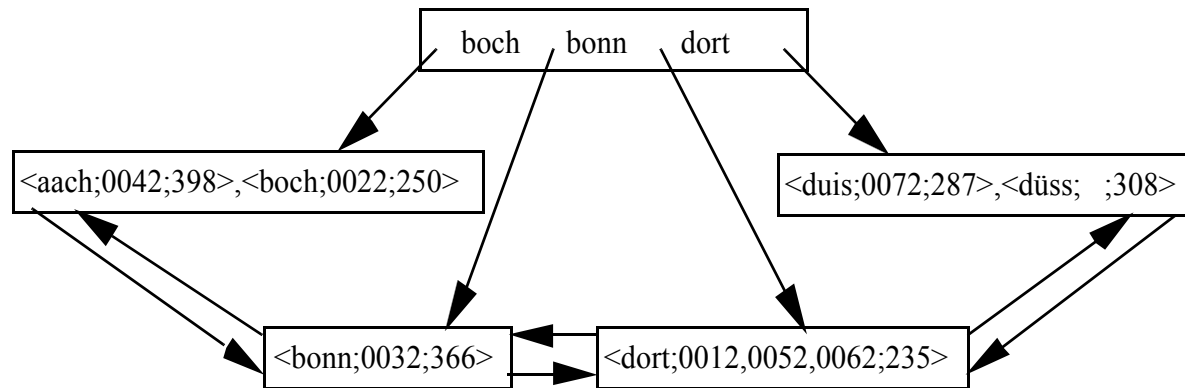 boch bonn dort
<aach;0042;398>,<boch;0022;250>
<duis;0072;287>,<düss; ;308>
<bonn;0032;366>
<dort;0012,0052,0062;235>